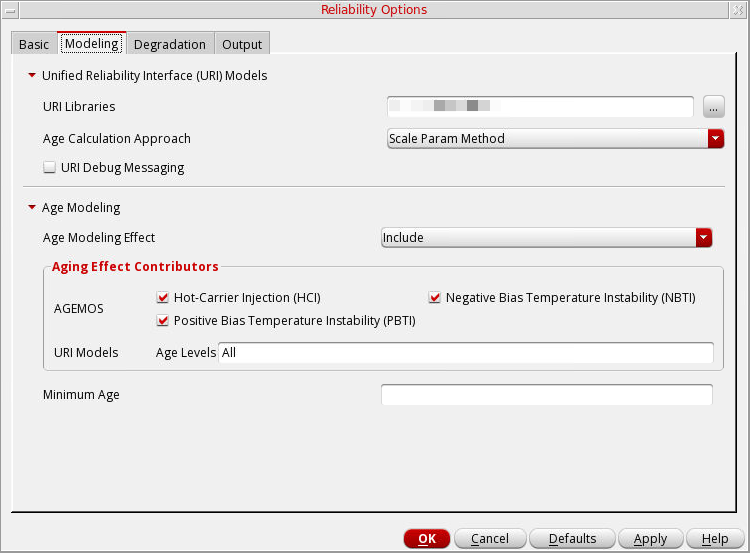 Reliability Options
Basic Modeling Degradation Output
Unified Reliability Interface (URI) Models
URI Libraries ...
Age Calculation Approach Scale Param Method
URI Debug Messaging
Age Modeling
Age Modeling Effect Include
Aging Effect Contributors
AGEMOS Hot-Carrier Injection (HCI) Negative Bias Temperature Instability (NBTI)
Positive Bias Temperature Instability (PBTI)
URI Models Age Levels All
Minimum Age
OK Cancel Defaults Apply Help